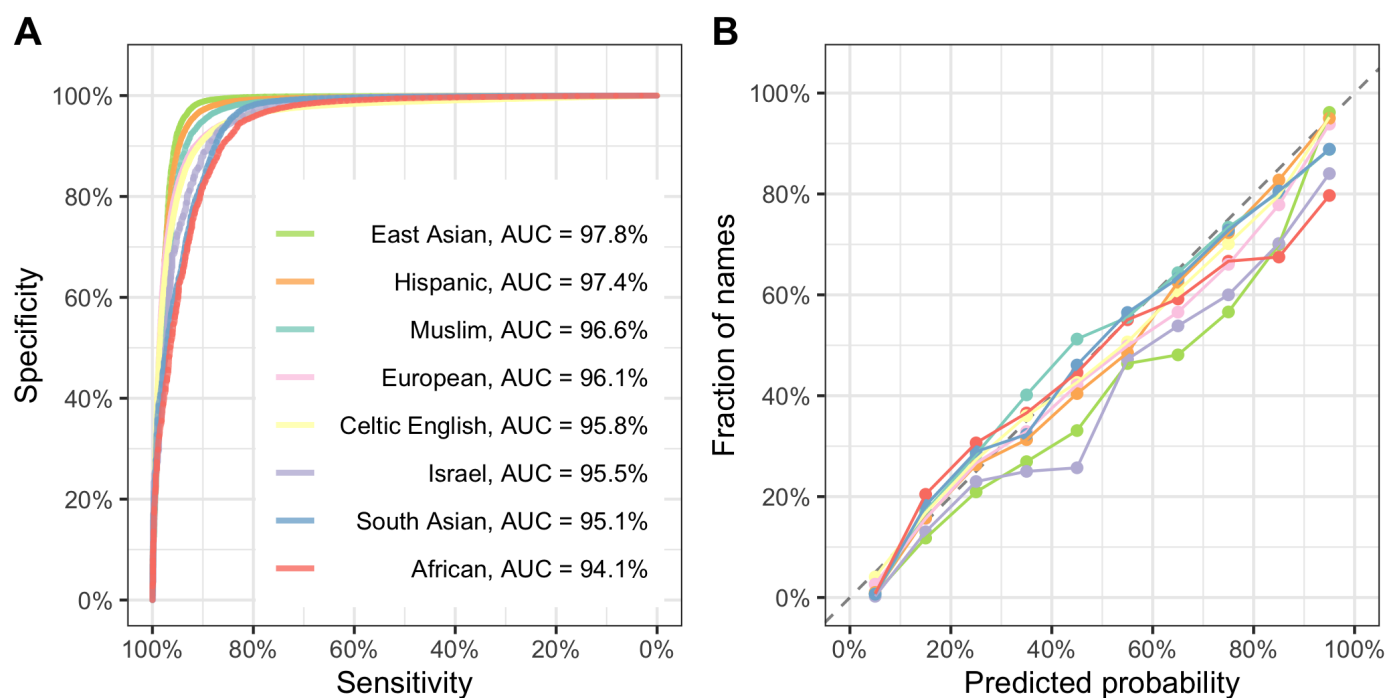 A
Specificity
100%
80%
60%
40%
20%
0%
East Asian, AUC = 97.8%
Hispanic, AUC = 97.4%
Muslim, AUC = 96.6%
European, AUC = 96.1%
Celtic English, AUC = 95.8%
Israel, AUC = 95.5%
South Asian, AUC = 95.1%
African, AUC = 94.1%
100% 80% 60% 40% 20% 0%
Sensitivity
B
Fraction of names
100%
80%
60%
40%
20%
0%
0% 20% 40% 60% 80% 100%
Predicted probability